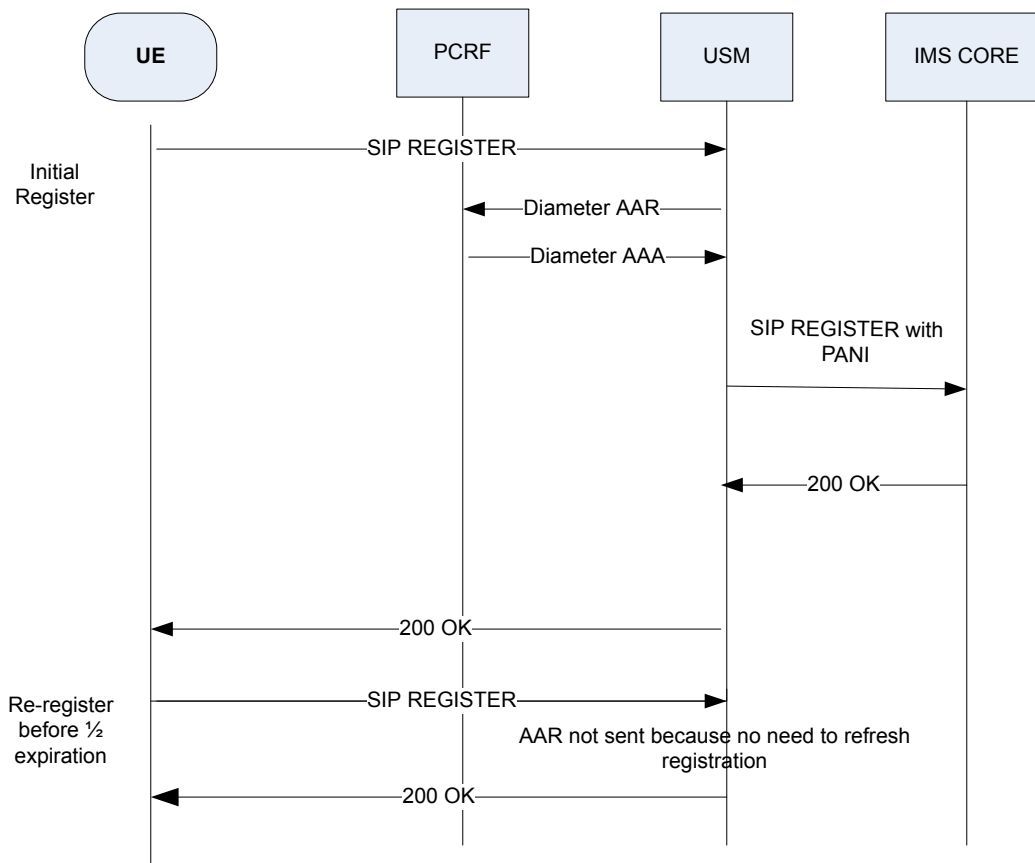 UE
PCRF
USM
IMS CORE
Initial
Register
SIP REGISTER
Diameter AAR
Diameter AAA
SIP REGISTER with
PANI
200 OK
200 OK
Re-register
before ½
expiration
SIP REGISTER
AAR not sent because no need to refresh
registration
200 OK